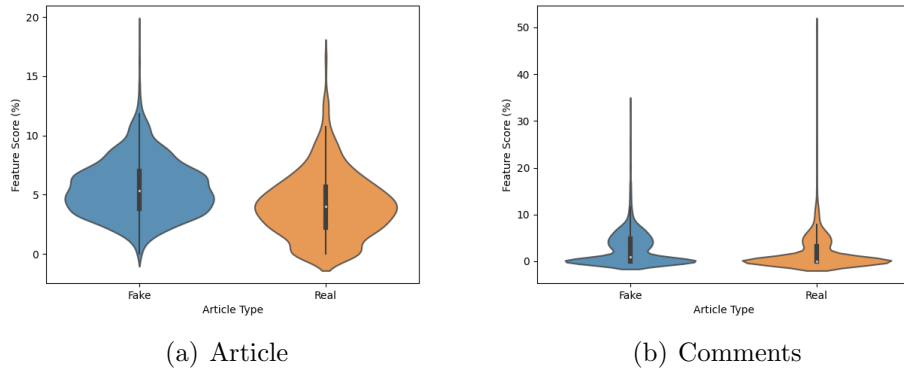 Feature Score (%)
20
15
10
5
0
Fake
Real
Article Type
(a) Article
Feature Score (%)
50
40
30
20
10
0
Fake
Real
Article Type
(b) Comments